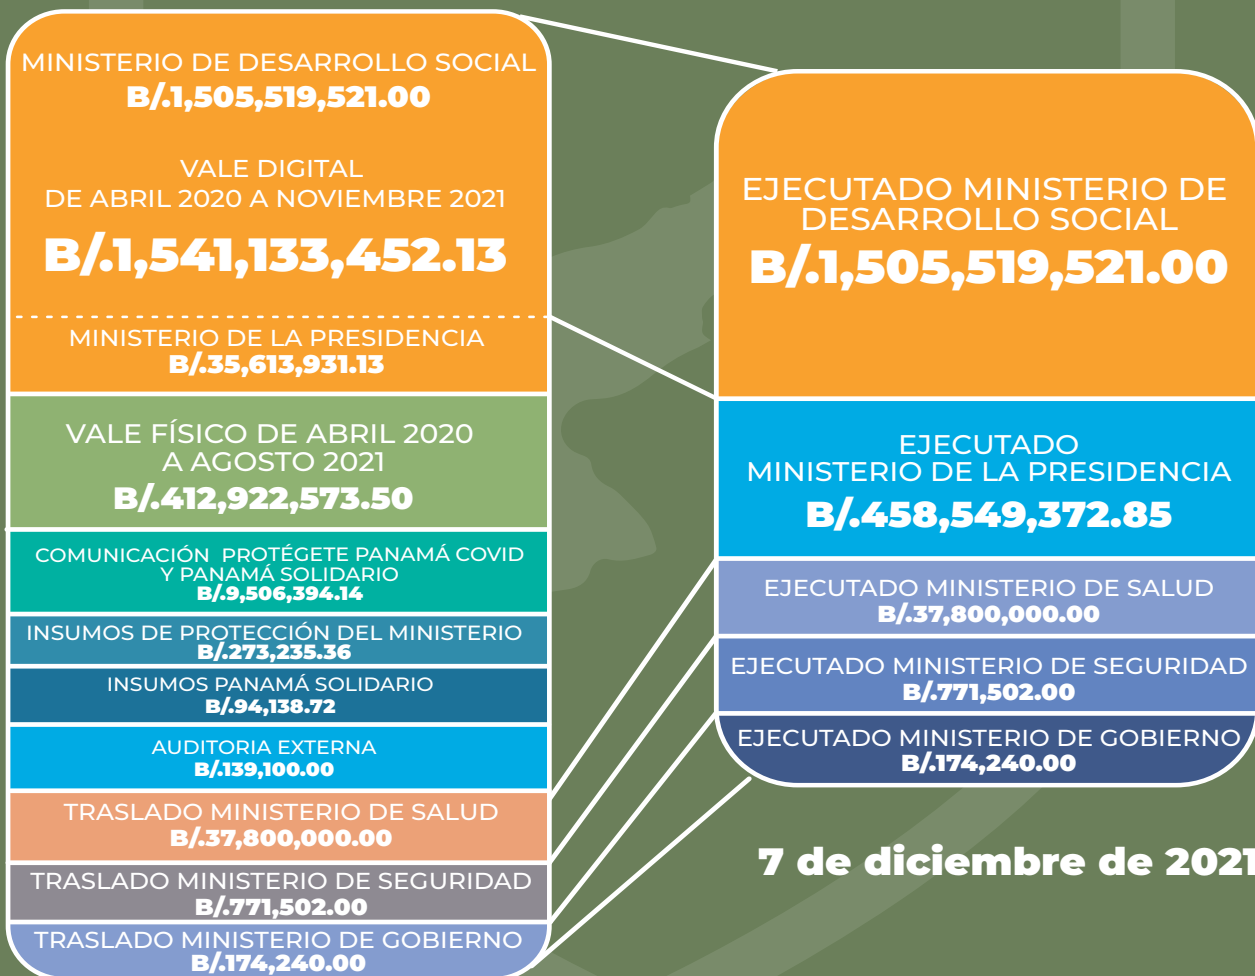 MINISTERIO DE DESARROLLO SOCIAL
B/.1,505,519,521.00
VALE DIGITAL
DE ABRIL 2020 A NOVIEMBRE 2021
B/.1,541,133,452.13
MINISTERIO DE LA PRESIDENCIA
B/.35,613,931.13
VALE FÍSICO DE ABRIL 2020
A AGOSTO 2021
B/.412,922,573.50
COMUNICACIÓN PROTÉGETE PANAMÁ COVID
Y PANAMÁ SOLIDARIO
B/.9,506,394.14
INSUMOS DE PROTECCIÓN DEL MINISTERIO
B/.273,235.36
INSUMOS PANAMÁ SOLIDARIO
B/.94,138.72
AUDITORIA EXTERNA
B/.139,100.00
TRASLADO MINISTERIO DE SALUD
B/.37,800,000.00
TRASLADO MINISTERIO DE SEGURIDAD
B/.771,502.00
TRASLADO MINISTERIO DE GOBIERNO
B/.174,240.00
EJECUTADO MINISTERIO DE
DESARROLLO SOCIAL
B/.1,505,519,521.00
EJECUTADO
MINISTERIO DE LA PRESIDENCIA
B/.458,549,372.85
EJECUTADO MINISTERIO DE SALUD
B/.37,800,000.00
EJECUTADO MINISTERIO DE SEGURIDAD
B/.771,502.00
EJECUTADO MINISTERIO DE GOBIERNO
B/.174,240.00
7 de diciembre de 2021